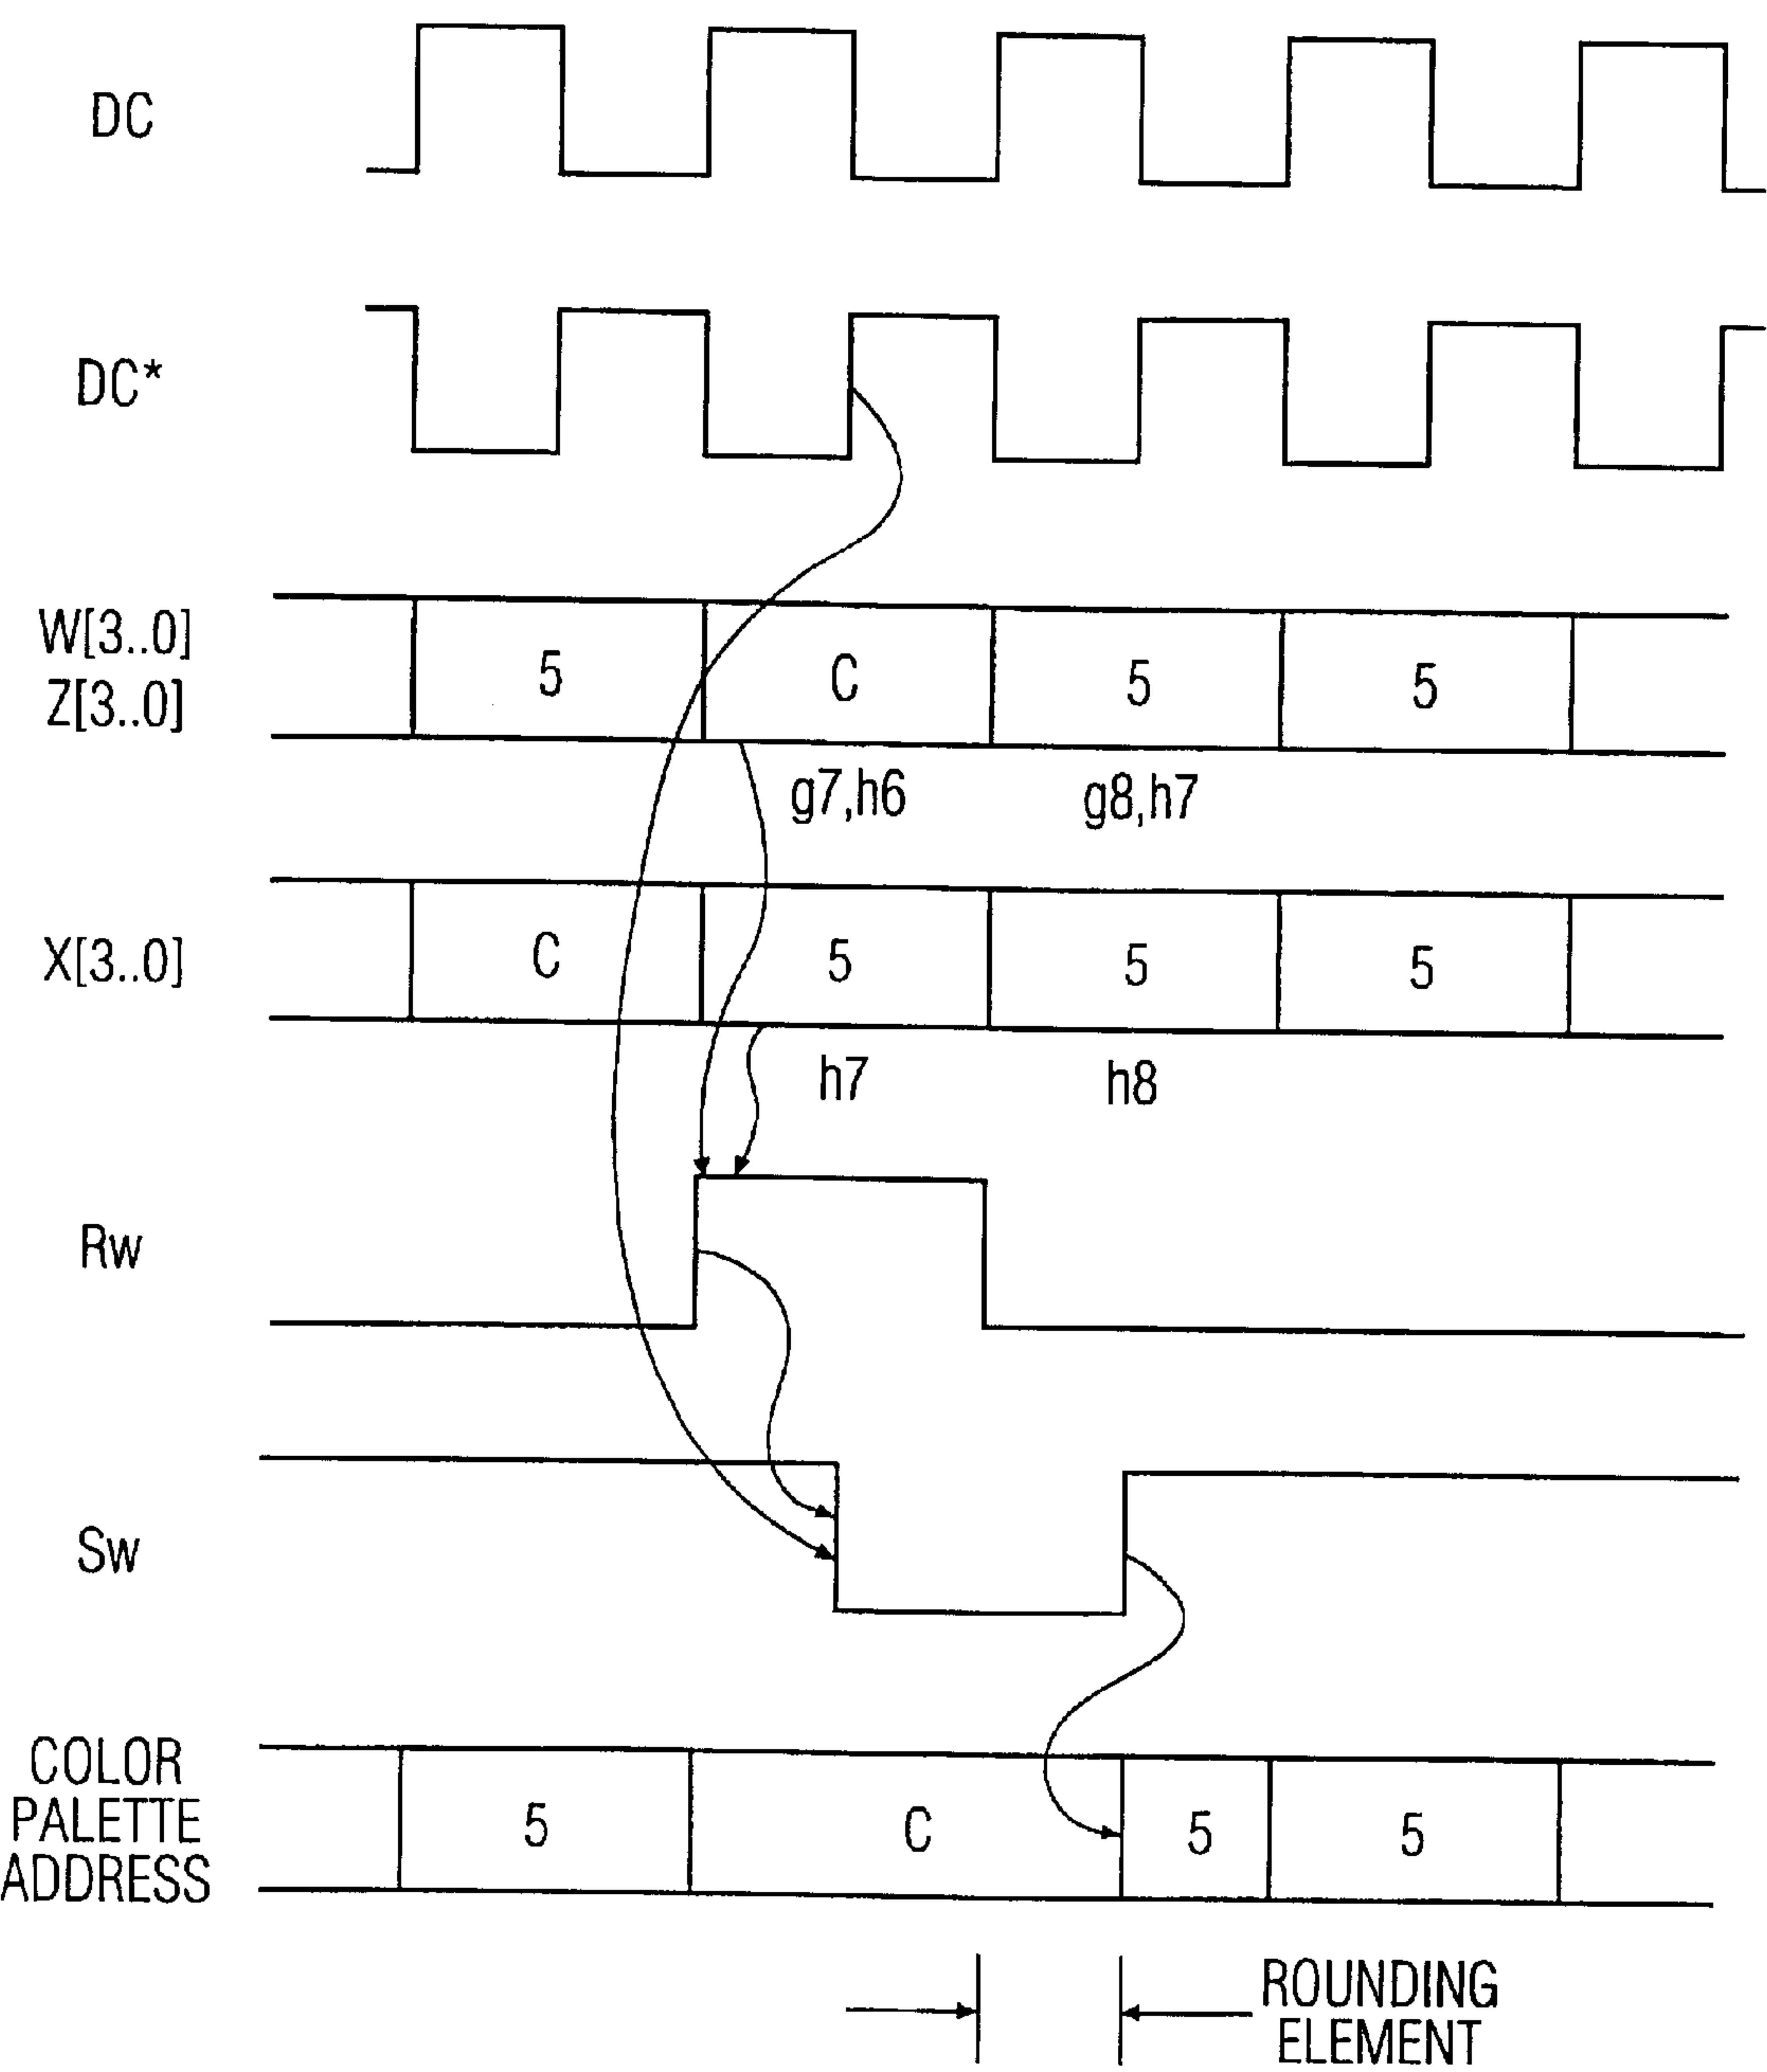 DC
DC*
W[3..0]
Z[3..0]
5 C 5 5
g7,h6 g8,h7
X[3..0]
C 5 5 5
h7 h8
Rw
Sw
COLOR
PALETTE
ADDRESS
5 C 5 5
ROUNDING
ELEMENT